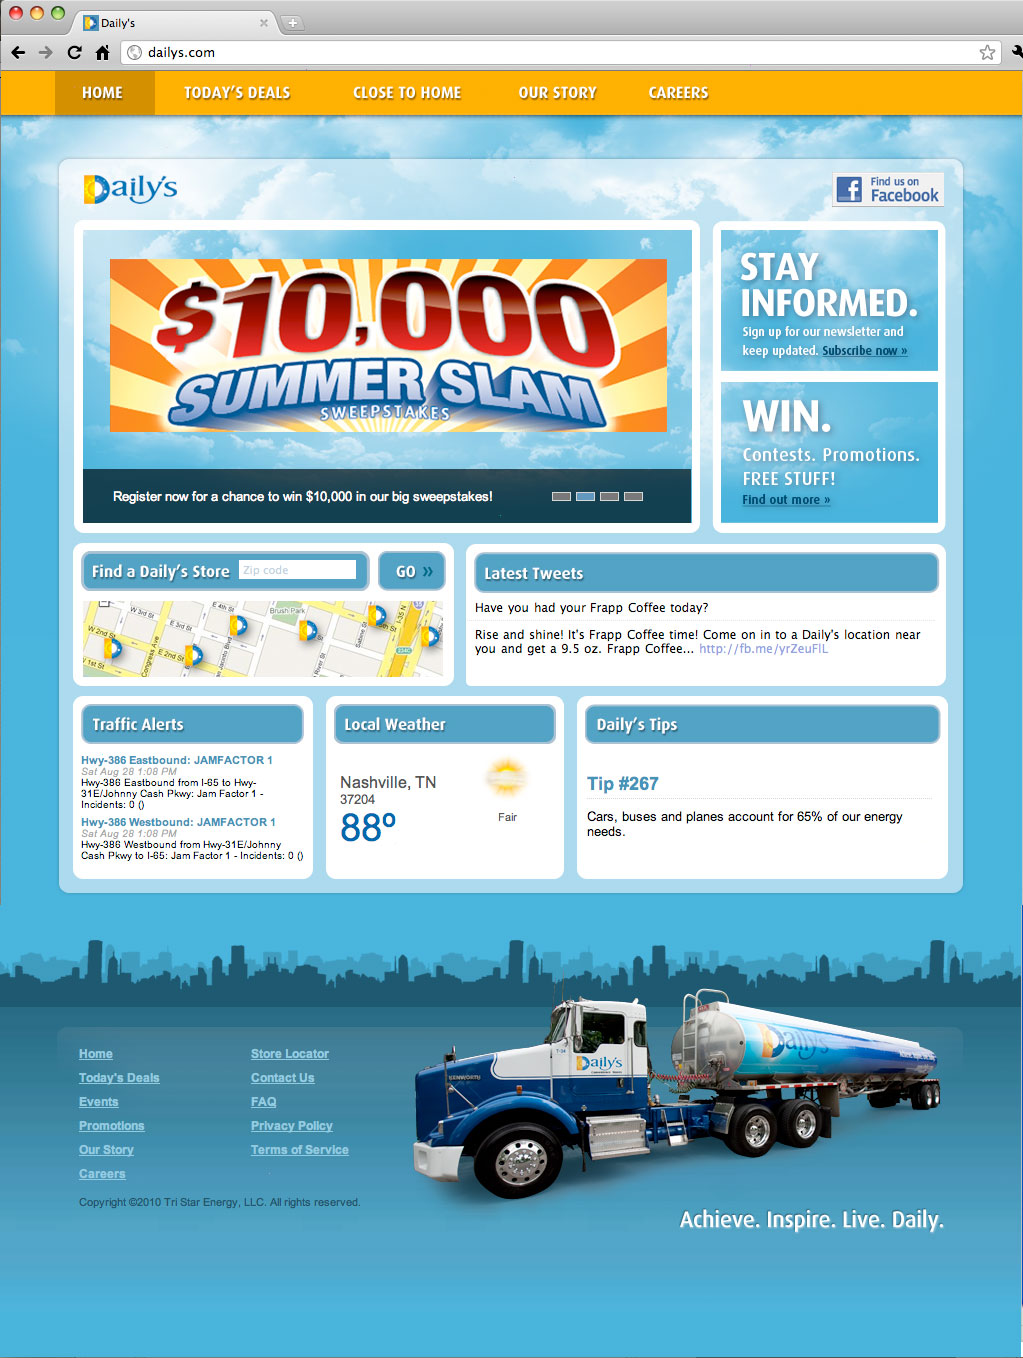 Daily's
dailys.com
HOME
TODAY'S DEALS
CLOSE TO HOME
OUR STORY
CAREERS
Daily's
Find us on
Facebook
$10,000
SUMMER SLAM
SWEEPSTAKES
Register now for a chance to win $10,000 in our big sweepstakes!
STAY
INFORMED.
Sign up for our newsletter and
keep updated. Subscribe now »
WIN.
Contests. Promotions.
FREE STUFF!
Find out more »
Find a Daily's Store
Zip code
GO »
W 2nd St
W 1st St
E 3rd St
W 3rd St
E 4th St
Brush Park
E 4th St
Congress Ave
Latest Tweets
Have you had your Frapp Coffee today?
Rise and shine! It's Frapp Coffee time! Come on in to a Daily's location near
you and get a 9.5 oz. Frapp Coffee... http://fb.me/yrZeuFlL
Traffic Alerts
Hwy-386 Eastbound: JAMFACTOR 1
Sat Aug 28 1:08 PM
Hwy-386 Eastbound from I-65 to Hwy-
31E/Johnny Cash Pkwy: Jam Factor 1 -
Incidents: 0 ()
Hwy-386 Westbound: JAMFACTOR 1
Sat Aug 28 1:08 PM
Hwy-386 Westbound from Hwy-31E/Johnny
Cash Pkwy to I-65: Jam Factor 1 - Incidents: 0 ()
Local Weather
Nashville, TN
37204
88º
Fair
Daily's Tips
Tip #267
Cars, buses and planes account for 65% of our energy
needs.
Home
Today's Deals
Events
Promotions
Our Story
Careers
Store Locator
Contact Us
FAQ
Privacy Policy
Terms of Service
Copyright ©2010 Tri Star Energy, LLC. All rights reserved.
KENWORTH
Daily's
Daily's
Achieve. Inspire. Live. Daily.